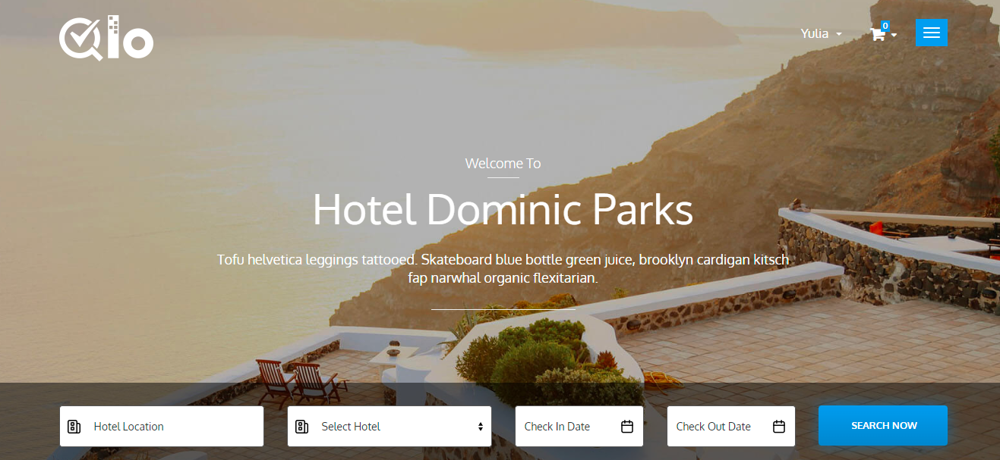 Qlo
Yulia
0
Welcome To
Hotel Dominic Parks
Tofu helvetica leggings tattooed. Skateboard blue bottle green juice, brooklyn cardigan kitsch
fap narwhal organic flexitarian.
Hotel Location
Select Hotel
Check In Date
Check Out Date
SEARCH NOW